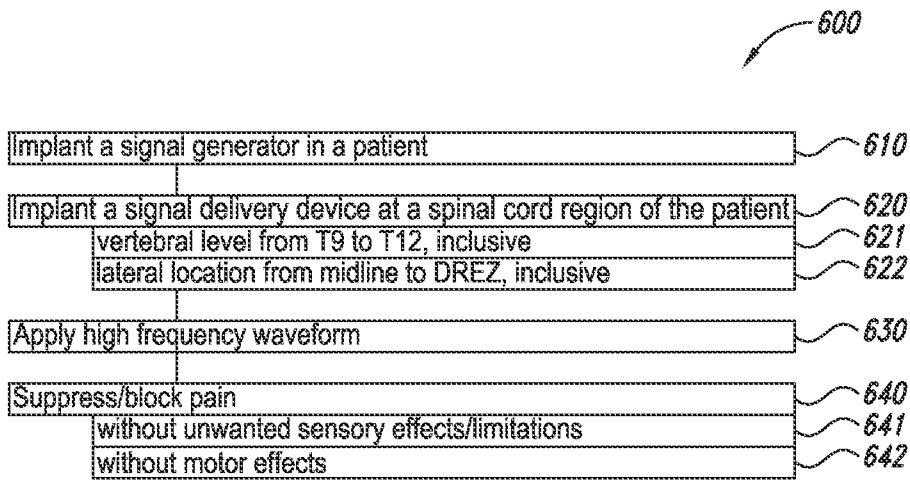 600
Implant a signal generator in a patient 610
Implant a signal delivery device at a spinal cord region of the patient 620
vertebral level from T9 to T12, inclusive 621
lateral location from midline to DREZ, inclusive 622
Apply high frequency waveform 630
Suppress/block pain 640
without unwanted sensory effects/limitations 641
without motor effects 642